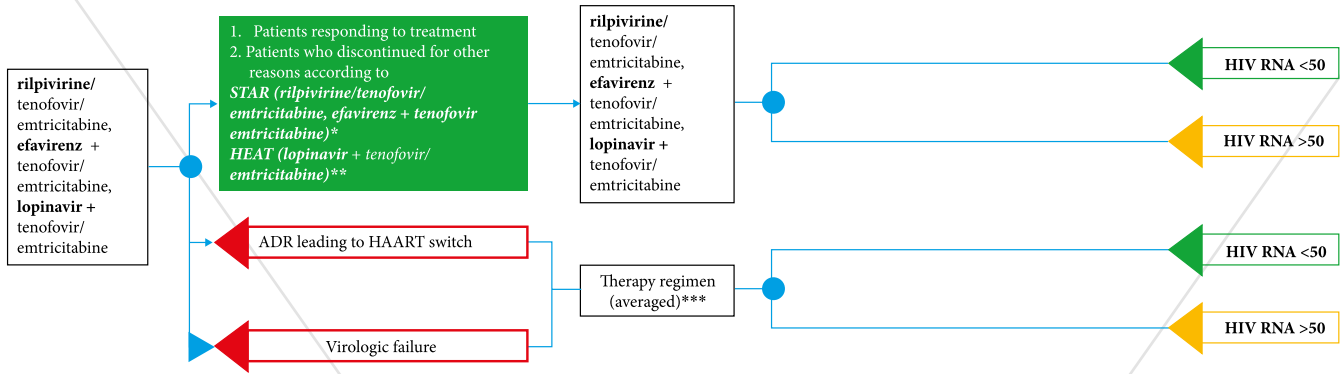 rilpivirine/
tenofovir/
emtricitabine,
efavirenz +
tenofovir/
emtricitabine,
lopinavir +
tenofovir/
emtricitabine
1. Patients responding to treatment
2. Patients who discontinued for other
reasons according to
STAR (rilpivirine/tenofovir/
emtricitabine, efavirenz + tenofovir
emtricitabine)*
HEAT (lopinavir + tenofovir/
emtricitabine)**
ADR leading to HAART switch
Virologic failure
rilpivirine/
tenofovir/
emtricitabine,
efavirenz +
tenofovir/
emtricitabine,
lopinavir +
tenofovir/
emtricitabine
Therapy regimen
(averaged)***
HIV RNA <50
HIV RNA >50
HIV RNA <50
HIV RNA >50